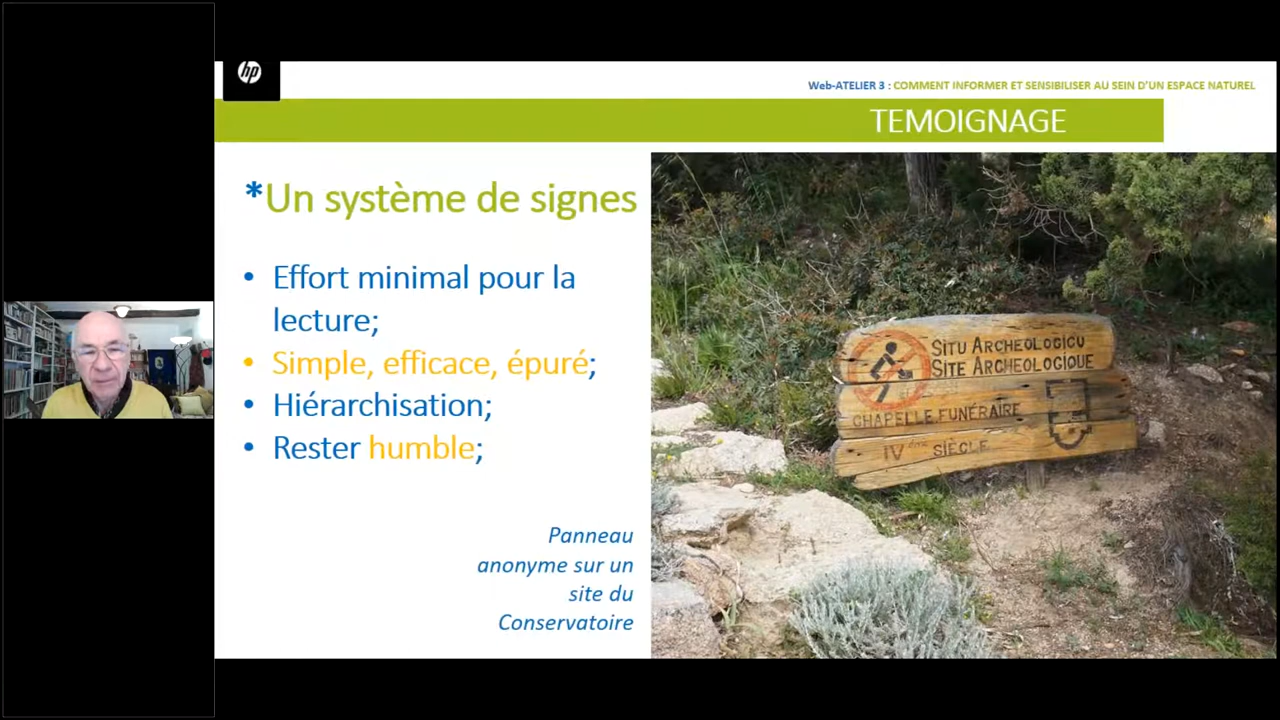 hp
Web-ATELIER 3 : COMMENT INFORMER ET SENSIBILISER AU SEIN D'UN ESPACE NATUREL
TEMOIGNAGE
*Un système de signes
• Effort minimal pour la
lecture;
• Simple, efficace, épuré;
• Hiérarchisation;
• Rester humble;
Panneau
anonyme sur un
site du
Conservatoire
SITU ARCHEOLOGICU
SITE ARCHEOLOGIQUE
CHAPELLE FUNÉRAIRE
IVème SIÈCLE